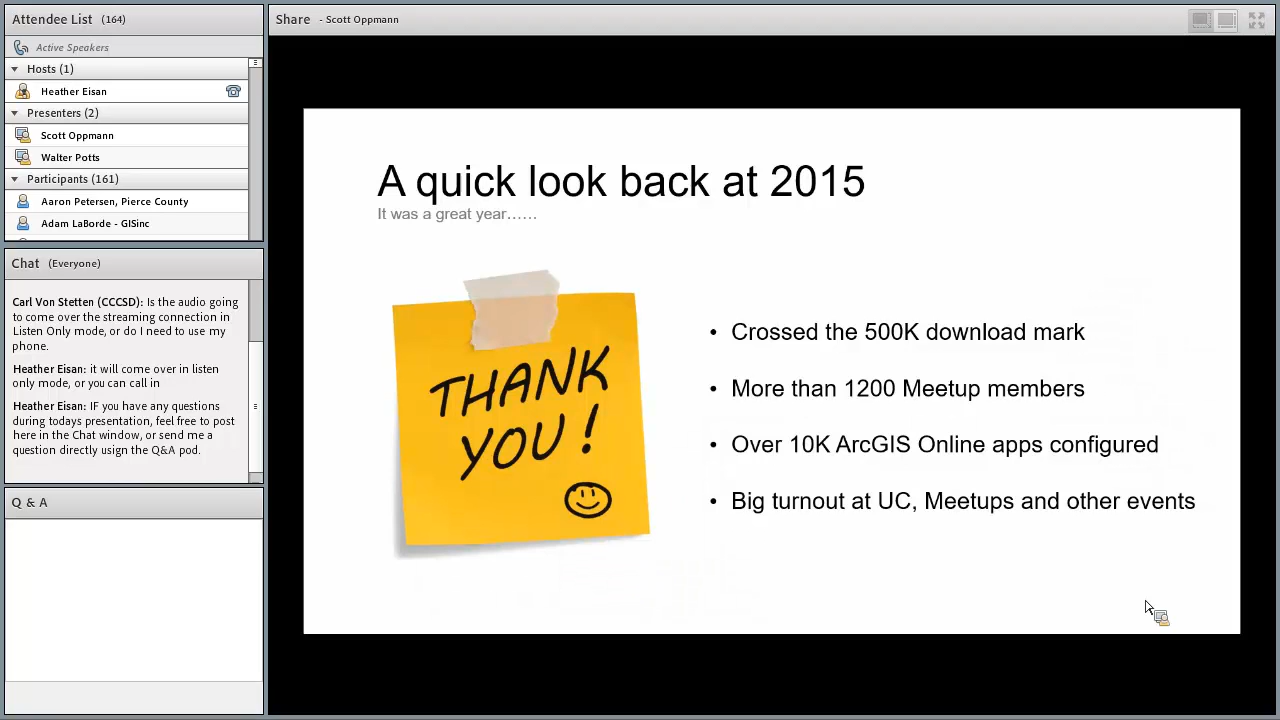 Attendee List (164)
Active Speakers
Hosts (1)
Heather Eisan
Presenters (2)
Scott Oppmann
Walter Potts
Participants (161)
Aaron Petersen, Pierce County
Adam LaBorde - GISinc
Chat (Everyone)
Carl Von Stetten (CCCSD): Is the audio going
to come over the streaming connection in
Listen Only mode, or do I need to use my
phone.
Heather Eisan: it will come over in listen
only mode, or you can call in
Heather Eisan: IF you have any questions
during todays presentation, feel free to post
here in the Chat window, or send me a
question directly usign the Q&A pod.
Q & A
Share - Scott Oppmann
A quick look back at 2015
It was a great year......
THANK
YOU!
• Crossed the 500K download mark
• More than 1200 Meetup members
• Over 10K ArcGIS Online apps configured
• Big turnout at UC, Meetups and other events